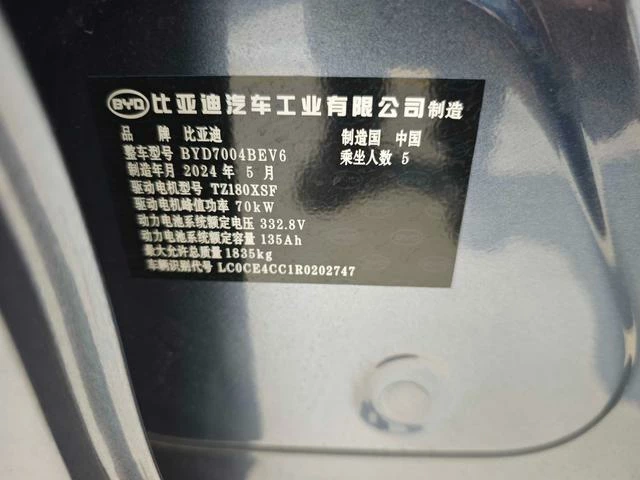 BYD 比亚迪汽车工业有限公司制造
品 牌 比亚迪 制造国 中国
整车型号 BYD7004BEV6 乘坐人数 5
制造年月 2024 年 5 月
驱动电机型号 TZ180XSF
驱动电机峰值功率 70kW
动力电池系统额定电压 332.8V
动力电池系统额定容量 135Ah
最大允许总质量 1835kg
车辆识别代号 LC0CE4CC1R0202747